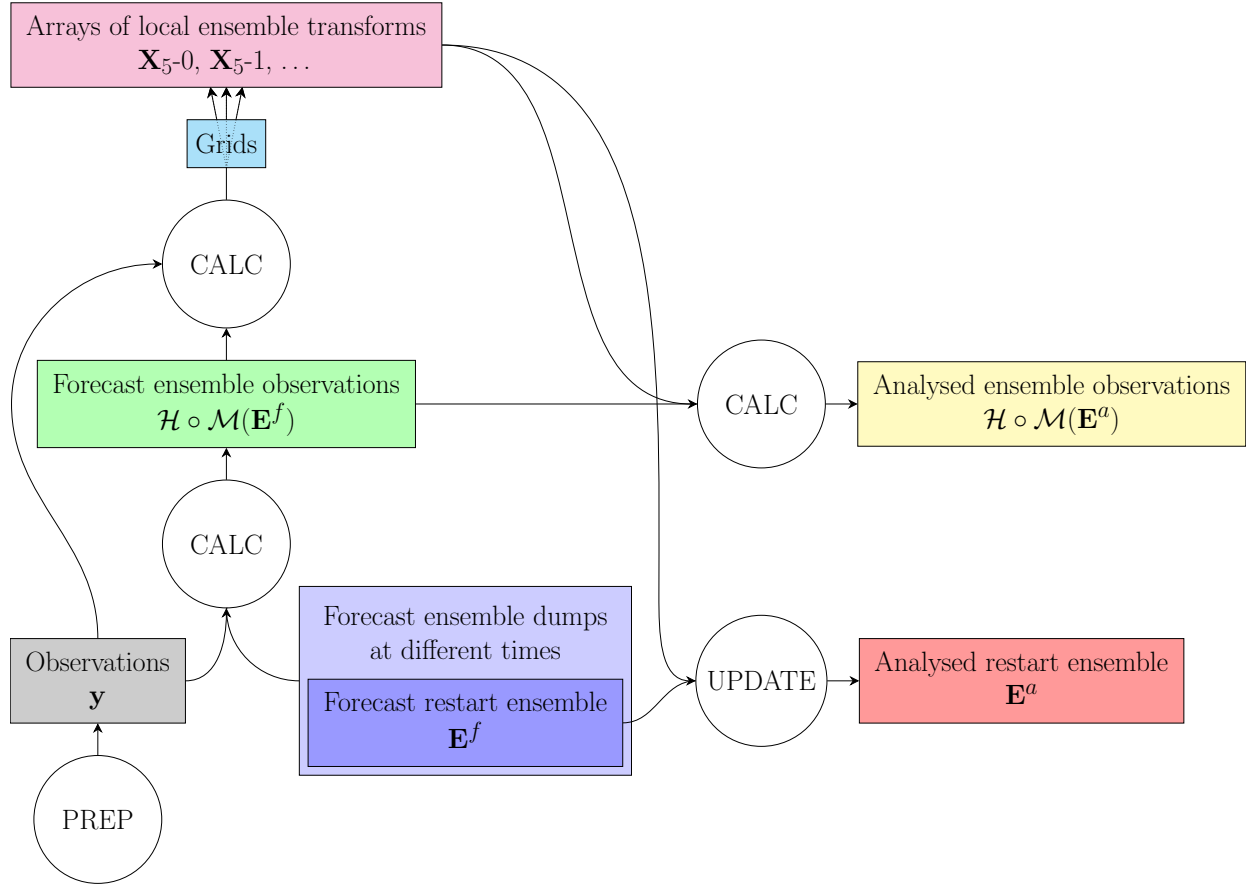 Arrays of local ensemble transforms
X₅-0, X₅-1, …
Grids
CALC
Forecast ensemble observations
ℋ ∘ ℳ(Eᶠ)
CALC
Analysed ensemble observations
ℋ ∘ ℳ(Eᵃ)
CALC
Forecast ensemble dumps
at different times
Observations
y
Forecast restart ensemble
Eᶠ
UPDATE
Analysed restart ensemble
Eᵃ
PREP